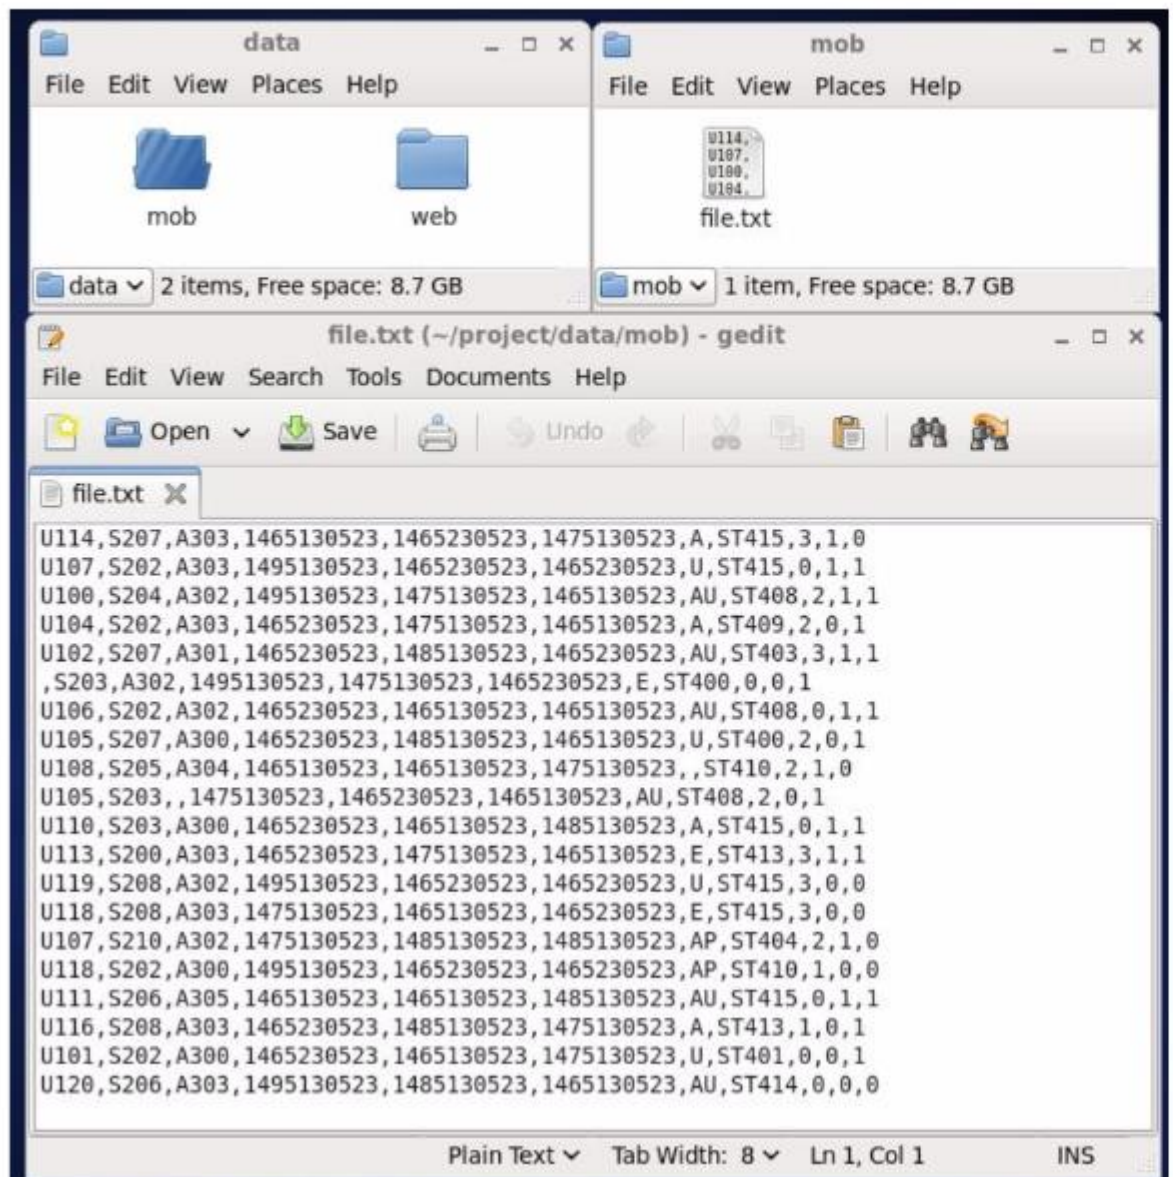 data
File Edit View Places Help
mob
web
data 2 items, Free space: 8.7 GB
mob
File Edit View Places Help
U114,
U107,
U100,
U104,
file.txt
mob 1 item, Free space: 8.7 GB
file.txt (~/project/data/mob) - gedit
File Edit View Search Tools Documents Help
Open Save Undo
file.txt
U114,S207,A303,1465130523,1465230523,1475130523,A,ST415,3,1,0
U107,S202,A303,1495130523,1465230523,1465230523,U,ST415,0,1,1
U100,S204,A302,1495130523,1475130523,1465130523,AU,ST408,2,1,1
U104,S202,A303,1465230523,1475130523,1465130523,A,ST409,2,0,1
U102,S207,A301,1465230523,1485130523,1465230523,AU,ST403,3,1,1
,S203,A302,1495130523,1475130523,1465230523,E,ST400,0,0,1
U106,S202,A302,1465230523,1465130523,1465130523,AU,ST408,0,1,1
U105,S207,A300,1465230523,1485130523,1465130523,U,ST400,2,0,1
U108,S205,A304,1465130523,1465130523,1475130523,,ST410,2,1,0
U105,S203,,1475130523,1465230523,1465130523,AU,ST408,2,0,1
U110,S203,A300,1465230523,1465130523,1485130523,A,ST415,0,1,1
U113,S200,A303,1465230523,1475130523,1465130523,E,ST413,3,1,1
U119,S208,A302,1495130523,1465230523,1465230523,U,ST415,3,0,0
U118,S208,A303,1475130523,1465130523,1465230523,E,ST415,3,0,0
U107,S210,A302,1475130523,1485130523,1485130523,AP,ST404,2,1,0
U118,S202,A300,1495130523,1465230523,1465230523,AP,ST410,1,0,0
U111,S206,A305,1465130523,1465130523,1485130523,AU,ST415,0,1,1
U116,S208,A303,1465230523,1485130523,1475130523,A,ST413,1,0,1
U101,S202,A300,1465230523,1465130523,1475130523,U,ST401,0,0,1
U120,S206,A303,1495130523,1485130523,1465130523,AU,ST414,0,0,0
Plain Text Tab Width: 8 Ln 1, Col 1 INS